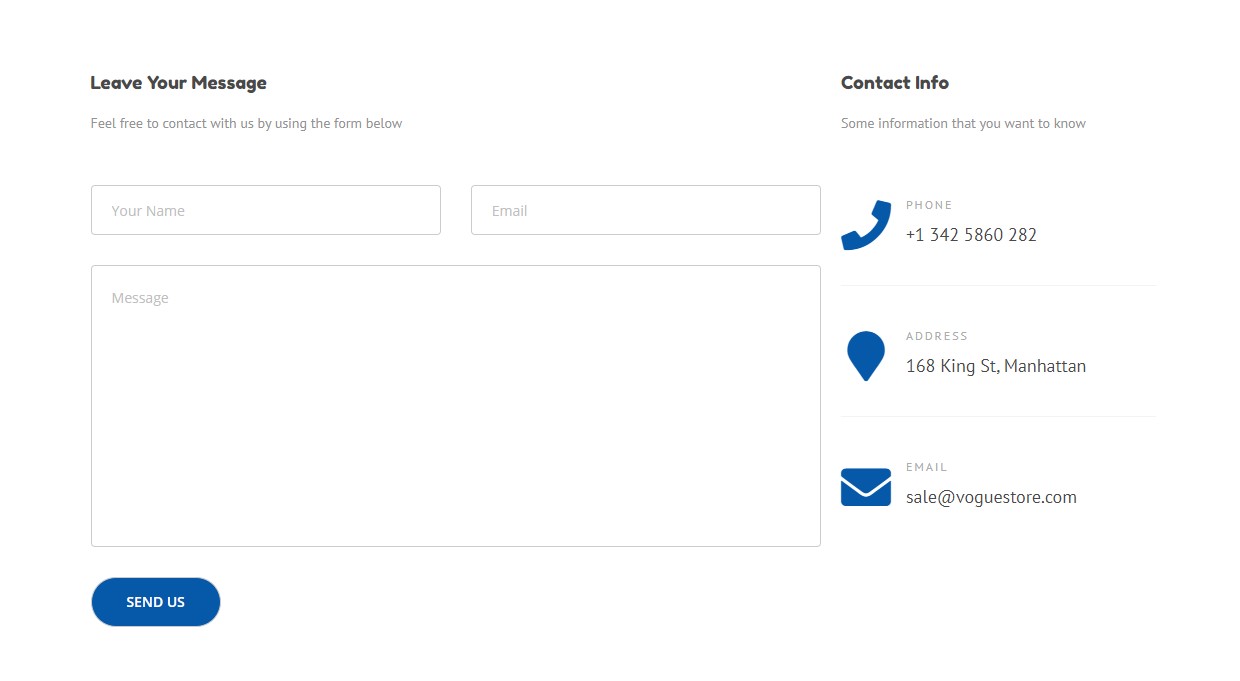 Leave Your Message
Feel free to contact with us by using the form below
Your Name
Email
Message
SEND US
Contact Info
Some information that you want to know
PHONE
+1 342 5860 282
ADDRESS
168 King St, Manhattan
EMAIL
sale@voguestore.com